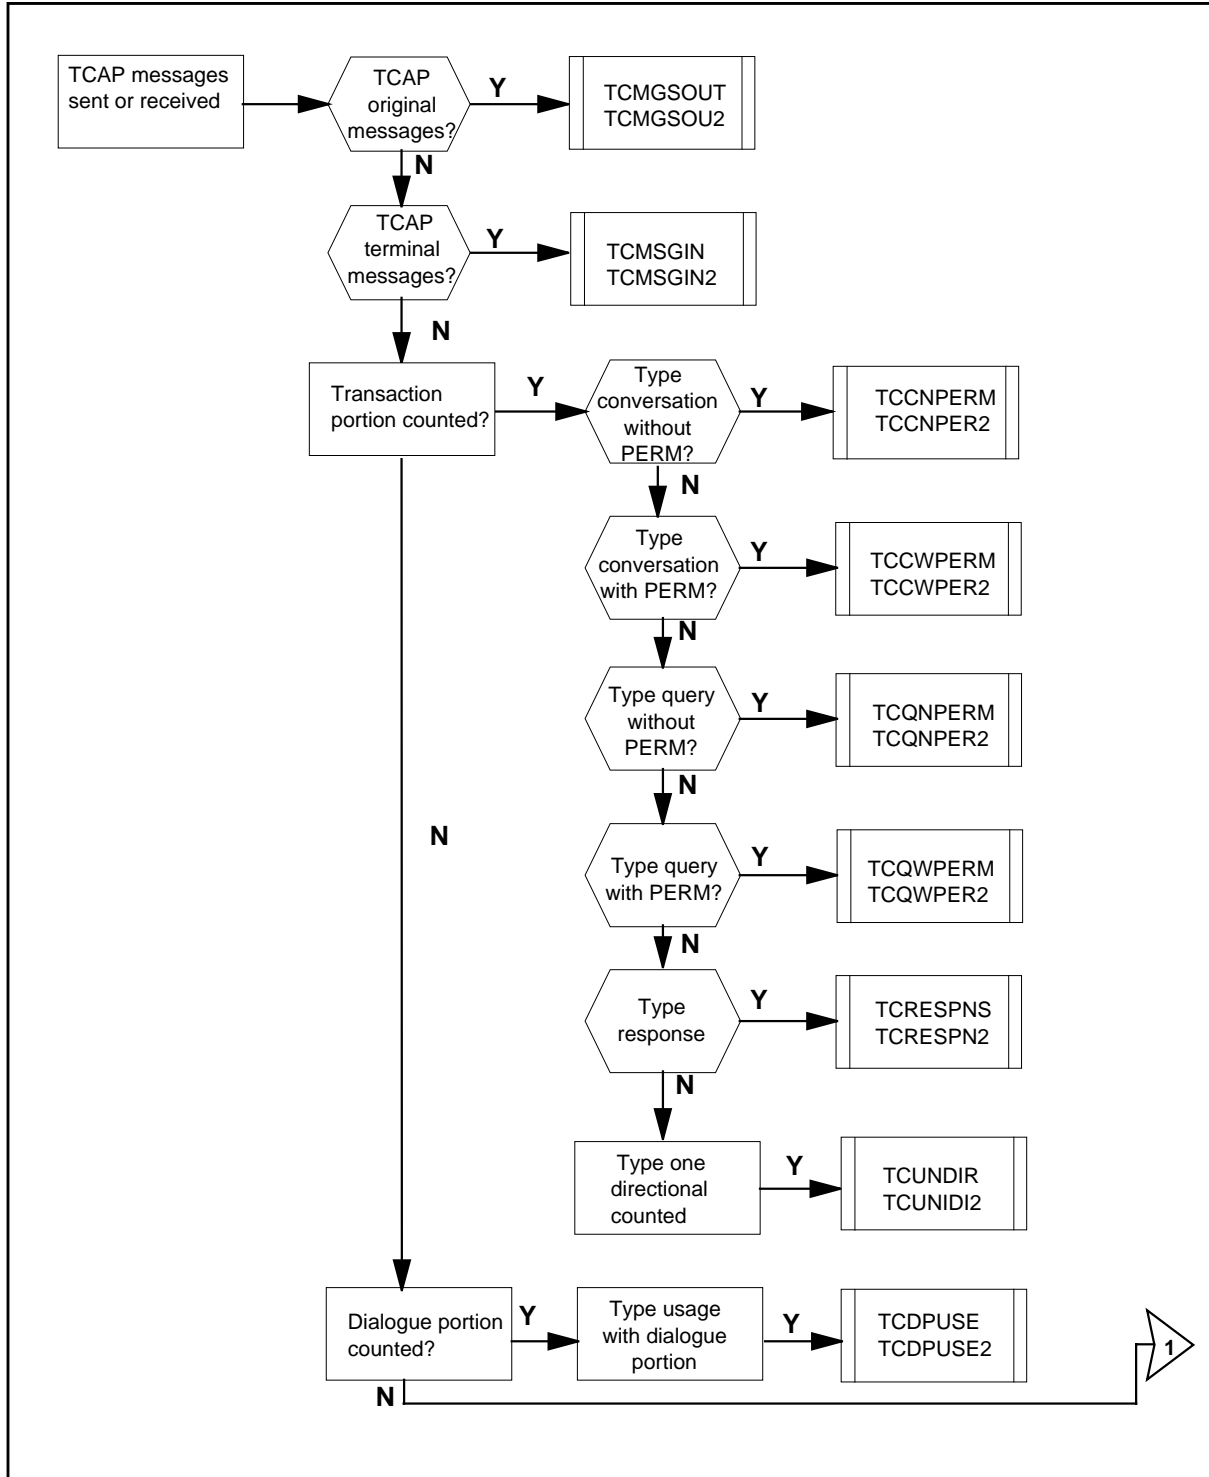 TCAP messages
sent or received
TCAP
original
messages?
Y
TCMGSOUT
TCMGSOU2
N
TCAP
terminal
messages?
Y
TCMSGIN
TCMSGIN2
N
Transaction
portion counted?
Y
Type
conversation
without
PERM?
Y
TCCNPERM
TCCNPER2
N
Type
conversation
with PERM?
Y
TCCWPERM
TCCWPER2
N
Type query
without
PERM?
Y
TCQNPERM
TCQNPER2
N
N
Type query
with PERM?
Y
TCQWPERM
TCQWPER2
N
Type
response
Y
TCRESPNS
TCRESPN2
N
Type one
directional
counted
Y
TCUNDIR
TCUNIDI2
Dialogue portion
counted?
Y
Type usage
with dialogue
portion
Y
TCDPUSE
TCDPUSE2
1
N